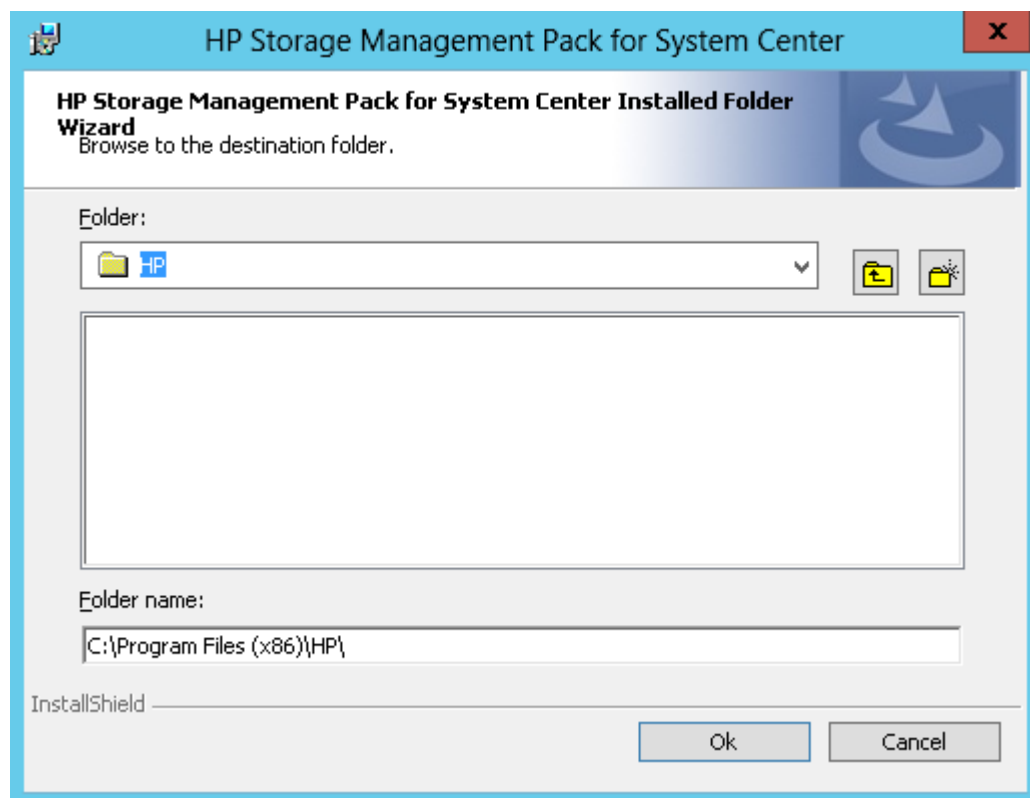 HP Storage Management Pack for System Center
x
HP Storage Management Pack for System Center Installed Folder
Wizard
Browse to the destination folder.
Folder:
HP
Folder name:
C:\Program Files (x86)\HP\
InstallShield
Ok
Cancel